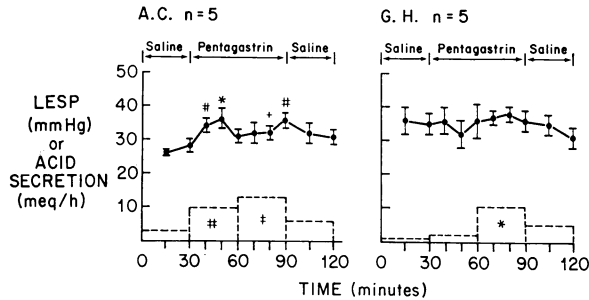 A.C. n=5
G.H. n=5
Saline Pentagastrin Saline
Saline Pentagastrin Saline
LESP
(mmHg)
or
ACID
SECRETION
(meq/h)
50
40
30
20
10
# * + #
# ‡
*
0 30 60 90 120
0 30 60 90 120
TIME (minutes)